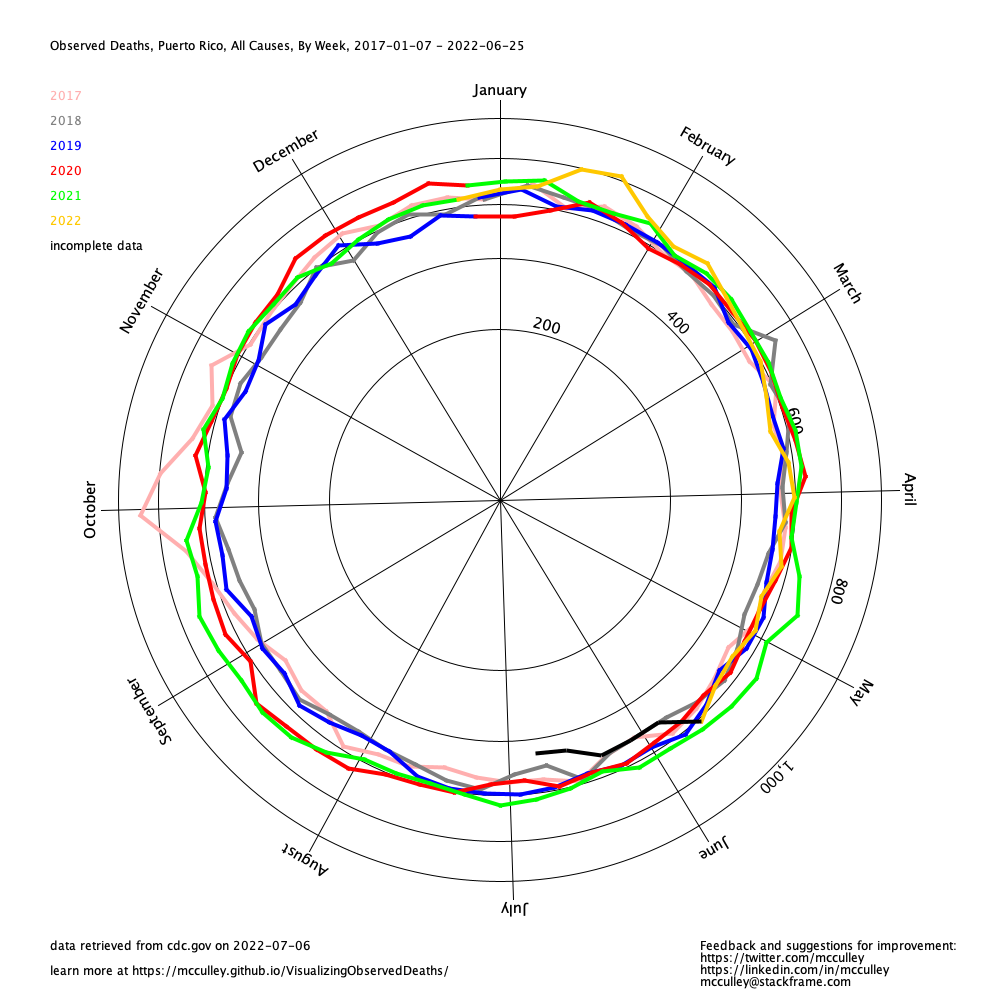 Observed Deaths, Puerto Rico, All Causes, By Week, 2017-01-07 - 2022-06-25
2017
2018
2019
2020
2021
2022
incomplete data
January
February
March
April
May
June
July
August
September
October
November
December
200
400
600
800
1,000
data retrieved from cdc.gov on 2022-07-06
learn more at https://mcculley.github.io/VisualizingObservedDeaths/
Feedback and suggestions for improvement:
https://twitter.com/mcculley
https://linkedin.com/in/mcculley
mcculley@stackframe.com